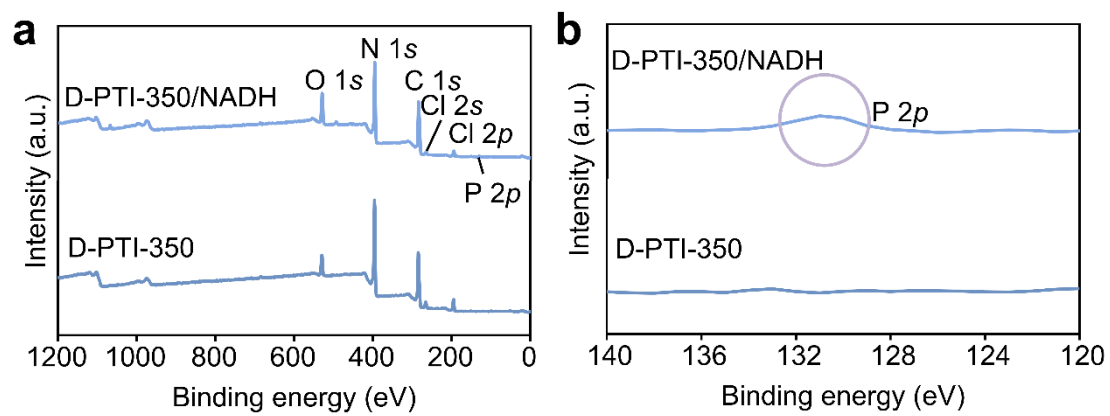 a
N 1s
O 1s
C 1s
Cl 2s
Cl 2p
P 2p
D-PTI-350/NADH
D-PTI-350
Intensity (a.u.)
1200 1000 800 600 400 200 0
Binding energy (eV)
b
D-PTI-350/NADH
P 2p
D-PTI-350
Intensity (a.u.)
140 136 132 128 124 120
Binding energy (eV)